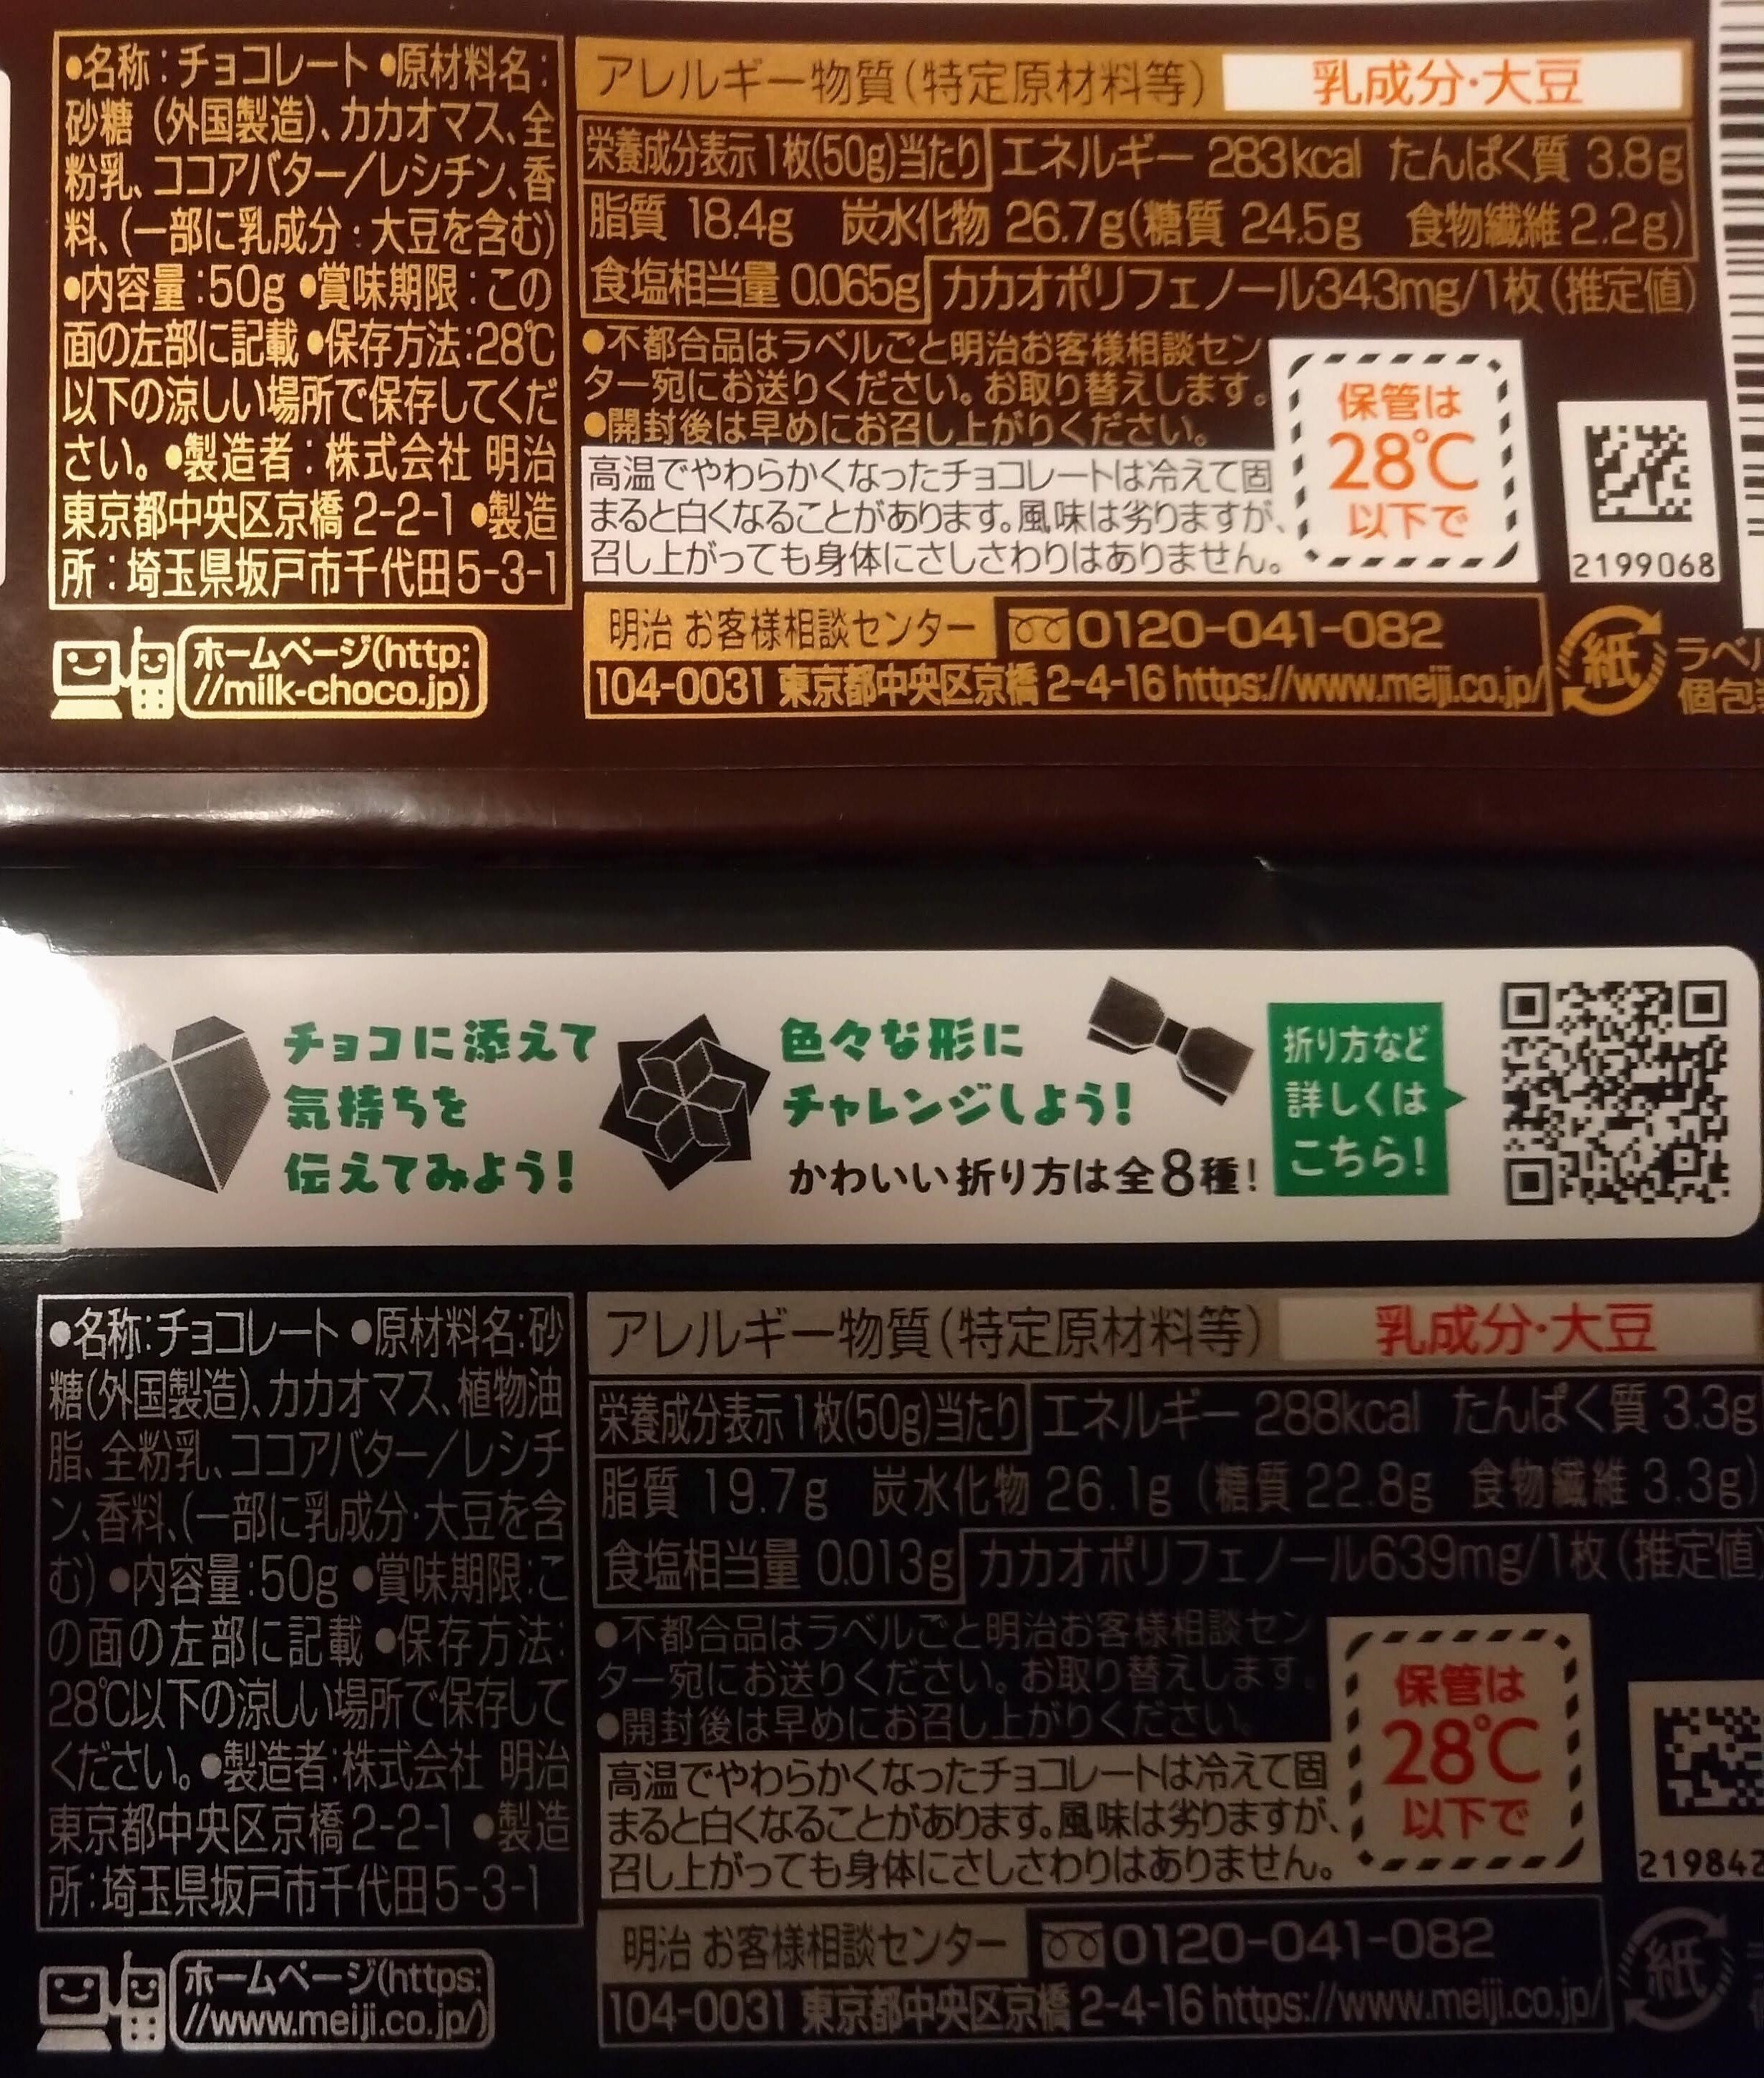 ●名称:チョコレート ●原材料名:
砂糖 (外国製造)、カカオマス、全
粉乳、ココアバター/レシチン、香
料、(一部に乳成分:大豆を含む)
●内容量:50g ●賞味期限:この
面の左部に記載 ●保存方法:28℃
以下の涼しい場所で保存してくだ
さい。●製造者:株式会社 明治
東京都中央区京橋2-2-1 ●製造
所:埼玉県坂戸市千代田5-3-1
ホームページ(http:
//milk-choco.jp)
アレルギー物質(特定原材料等) 乳成分・大豆
栄養成分表示1枚(50g)当たり エネルギー 283kcal たんぱく質 3.8g
脂質 18.4g 炭水化物 26.7g(糖質 24.5g 食物繊維2.2g)
食塩相当量 0.065g カカオポリフェノール343mg/1枚(推定値)
●不都合品はラベルごと明治お客様相談セン
ター宛にお送りください。お取り替えします。
●開封後は早めにお召し上がりください。
高温でやわらかくなったチョコレートは冷えて固
まると白くなることがあります。風味は劣りますが、
召し上がっても身体にさしさわりはありません。
保管は
28℃
以下で
2199068
明治 お客様相談センター 0120-041-082
104-0031 東京都中央区京橋2-4-16 https://www.meiji.co.jp/
紙
ラベル
個包
チョコに添えて
気持ちを
伝えてみよう!
色々な形に
チャレンジしよう!
かわいい折り方は全8種!
折り方など
詳しくは
こちら!
●名称:チョコレート ●原材料名:砂
糖(外国製造)、カカオマス、植物油
脂、全粉乳、ココアバター/レシチ
ン、香料、(一部に乳成分・大豆を含
む) ●内容量:50g ●賞味期限:こ
の面の左部に記載 ●保存方法:
28℃以下の涼しい場所で保存して
ください。●製造者:株式会社 明治
東京都中央区京橋2-2-1 ●製造
所:埼玉県坂戸市千代田5-3-1
ホームページ(https:
//www.meiji.co.jp/)
アレルギー物質(特定原材料等) 乳成分・大豆
栄養成分表示1枚(50g)当たり エネルギー 288kcal たんぱく質 3.3g
脂質 19.7g 炭水化物 26.1g (糖質 22.8g 食物繊維 3.3g)
食塩相当量 0.013g カカオポリフェノール639mg/1枚(推定値
●不都合品はラベルごと明治お客様相談セン
ター宛にお送りください。お取り替えします。
●開封後は早めにお召し上がりください。
高温でやわらかくなったチョコレートは冷えて固
まると白くなることがあります。風味は劣りますが、
召し上がっても身体にさしさわりはありません。
保管は
28℃
以下で
219842
明治 お客様相談センター 0120-041-082
104-0031 東京都中央区京橋2-4-16 https://www.meiji.co.jp/
紙